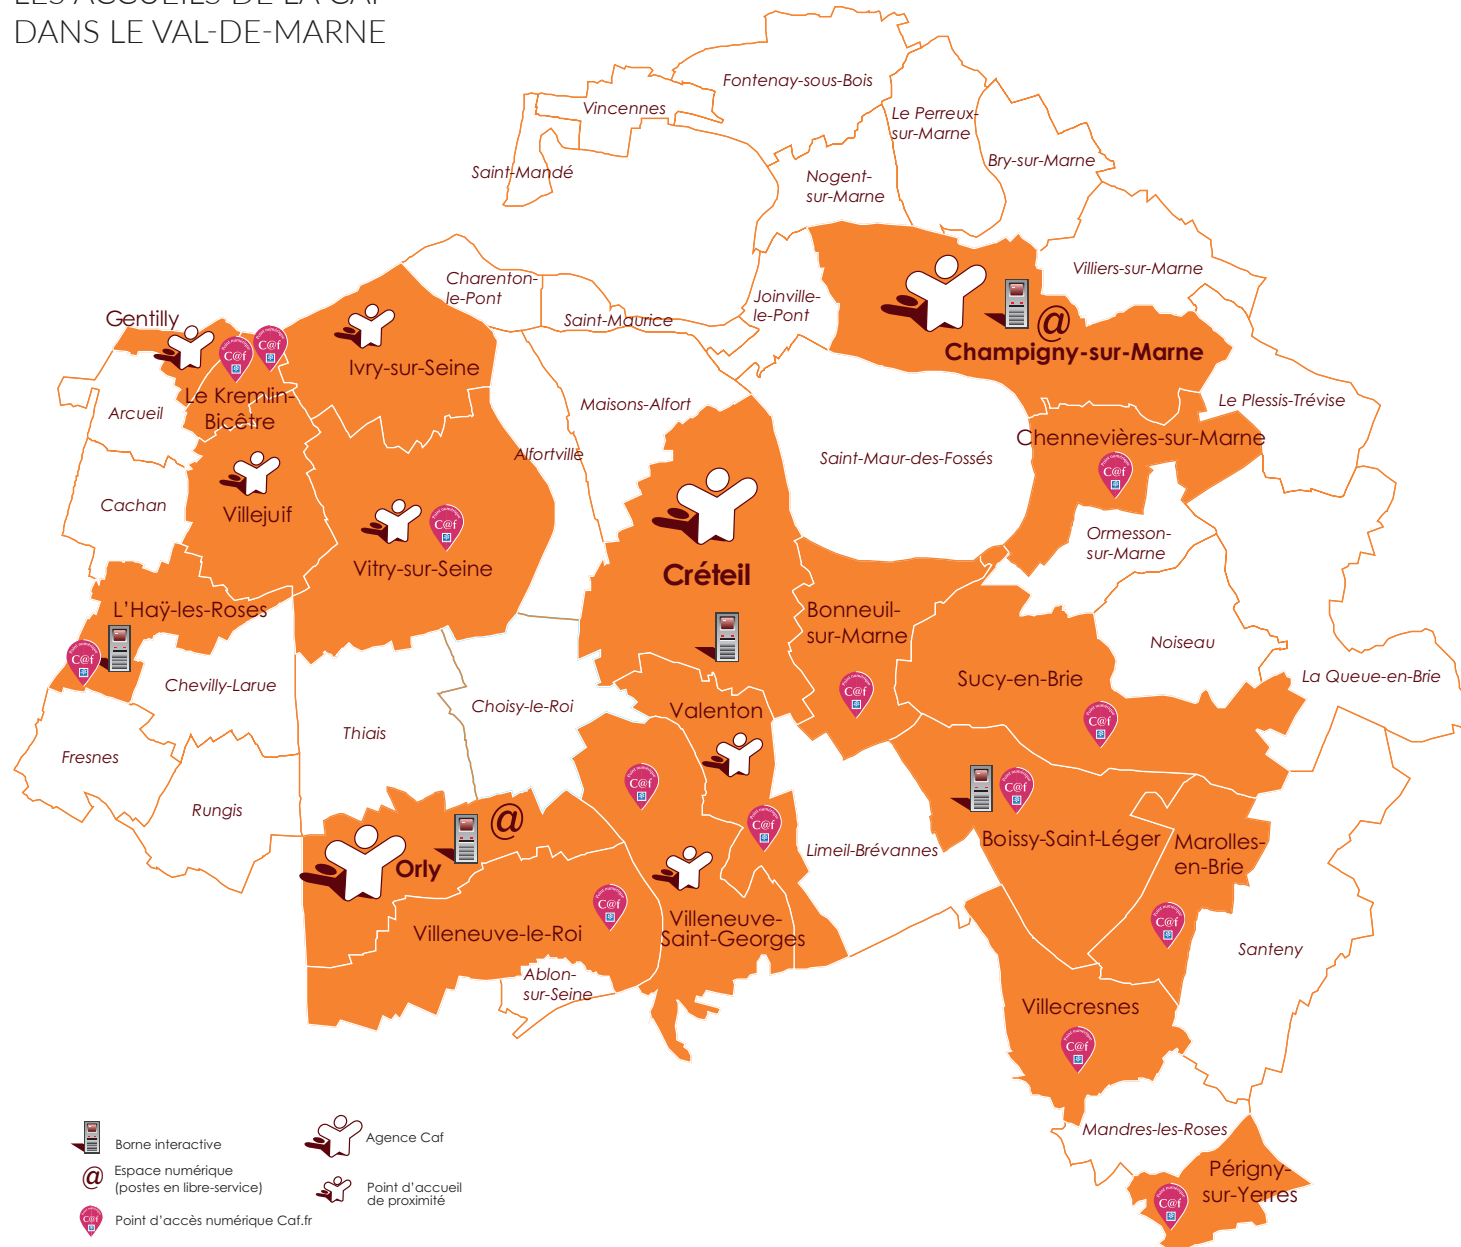 LES ACCUEILS DE LA CAF
DANS LE VAL-DE-MARNE
Fontenay-sous-Bois
Vincennes
Le Perreux-
sur-Marne
Bry-sur-Marne
Saint-Mandé
Nogent-
sur-Marne
Villiers-sur-Marne
Charenton-
le-Pont
Joinville-
le-Pont
Saint-Maurice
Gentilly
@
Champigny-sur-Marne
Ivry-sur-Seine
Le Kremlin-
Bicêtre
C@f
C@f
Arcueil
Maisons-Alfort
Le Plessis-Trévise
Chennevières-sur-Marne
C@f
Alfortville
Saint-Maur-des-Fossés
Cachan
Villejuif
Vitry-sur-Seine
C@f
Ormesson-
sur-Marne
Créteil
L'Haÿ-les-Roses
C@f
Bonneuil-
sur-Marne
C@f
Noiseau
Sucy-en-Brie
C@f
La Queue-en-Brie
Chevilly-Larue
Thiais
Choisy-le-Roi
Valenton
C@f
C@f
Fresnes
Rungis
@
Orly
Limeil-Brévannes
C@f
Boissy-Saint-Léger
Marolles-
en-Brie
C@f
Villeneuve-le-Roi
C@f
Villeneuve-
Saint-Georges
Santeny
Ablon-
sur-Seine
Villecresnes
C@f
Mandres-les-Roses
Périgny-
sur-Yerres
C@f
Borne interactive
@ Espace numérique
(postes en libre-service)
C@f Point d'accès numérique Caf.fr
Agence Caf
Point d'accueil
de proximité